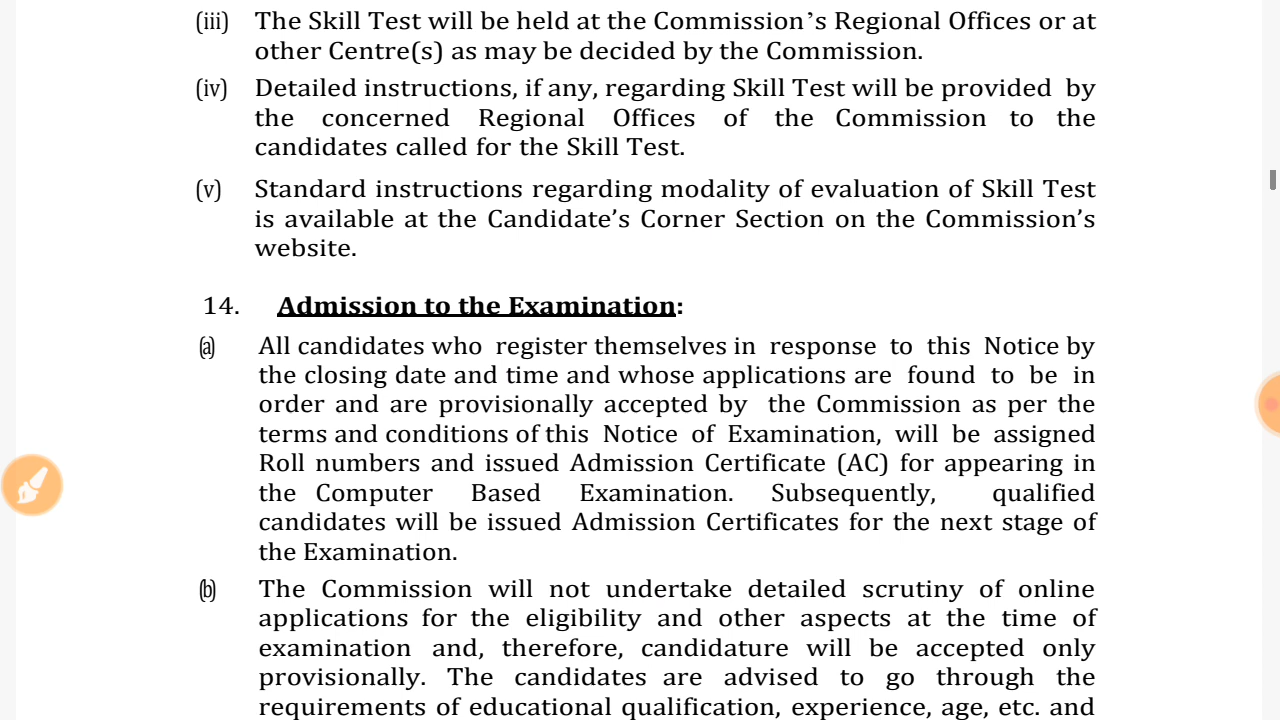 (iii) The Skill Test will be held at the Commission's Regional Offices or at
other Centre(s) as may be decided by the Commission.
(iv) Detailed instructions, if any, regarding Skill Test will be provided by
the concerned Regional Offices of the Commission to the
candidates called for the Skill Test.
(v) Standard instructions regarding modality of evaluation of Skill Test
is available at the Candidate’s Corner Section on the Commission’s
website.
14. Admission to the Examination:
(a) All candidates who register themselves in response to this Notice by
the closing date and time and whose applications are found to be in
order and are provisionally accepted by the Commission as per the
terms and conditions of this Notice of Examination, will be assigned
Roll numbers and issued Admission Certificate (AC) for appearing in
the Computer Based Examination. Subsequently, qualified
candidates will be issued Admission Certificates for the next stage of
the Examination.
(b) The Commission will not undertake detailed scrutiny of online
applications for the eligibility and other aspects at the time of
examination and, therefore, candidature will be accepted only
provisionally. The candidates are advised to go through the
requirements of educational qualification, experience, age, etc. and